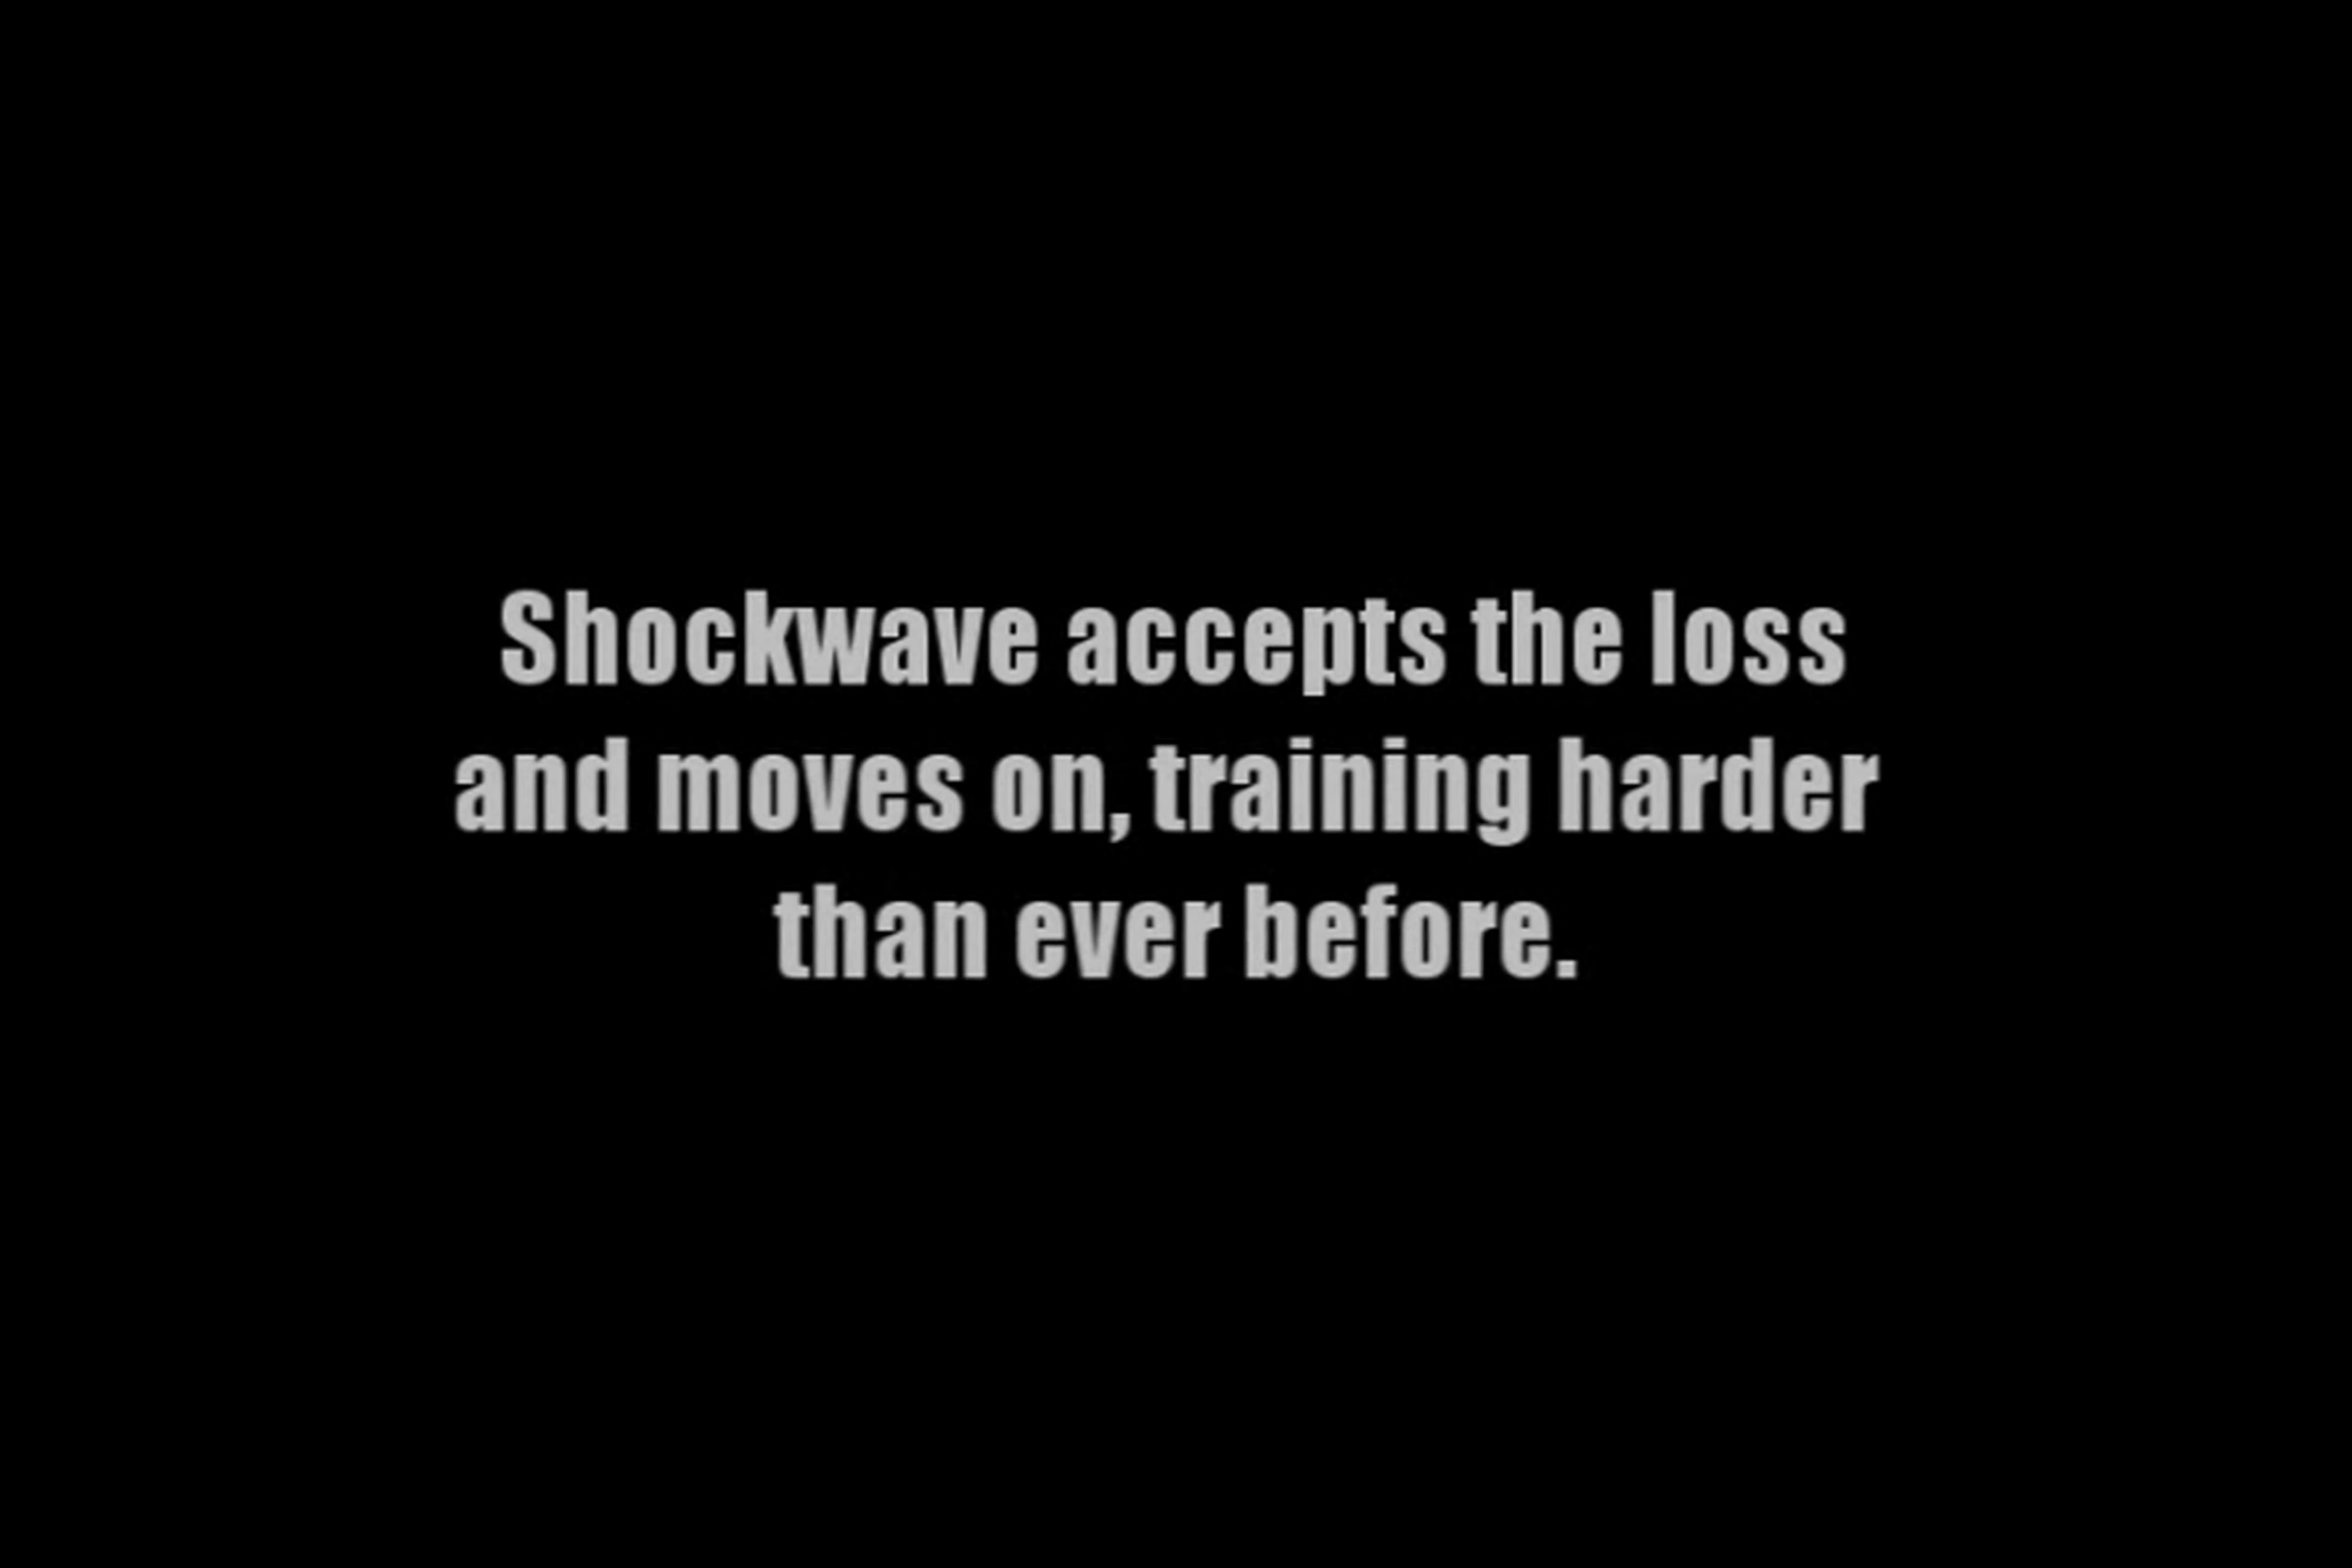 Shockwave accepts the loss
and moves on, training harder
than ever before.